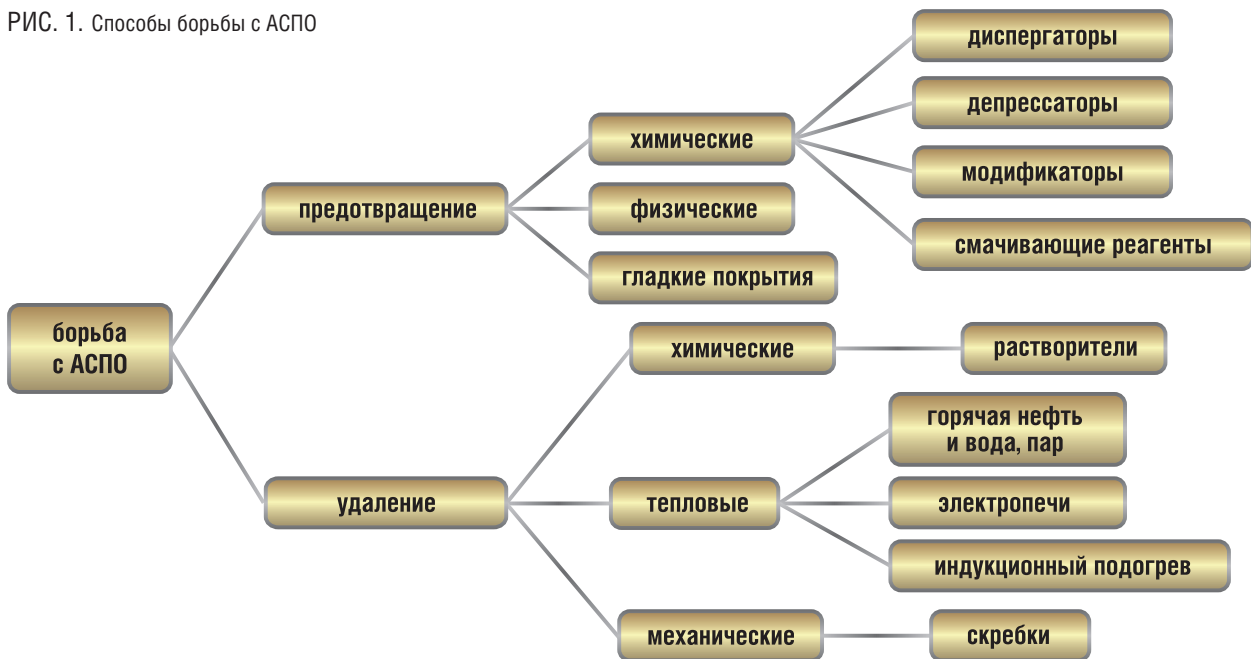 РИС. 1. Способы борьбы с АСПО
борьба
с АСПО
предотвращение
химические
диспергаторы
депрессаторы
модификаторы
смачивающие реагенты
физические
гладкие покрытия
удаление
химические
растворители
тепловые
горячая нефть
и вода, пар
электропечи
индукционный подогрев
механические
скребки